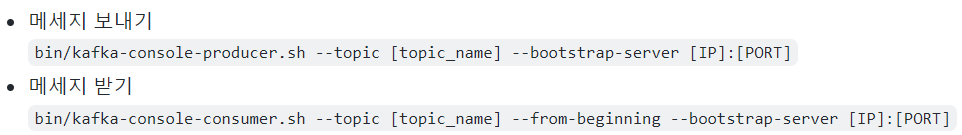 메세지 보내기
bin/kafka-console-producer.sh --topic [topic_name] --bootstrap-server [IP]:[PORT]
메세지 받기
bin/kafka-console-consumer.sh --topic [topic_name] --from-beginning --bootstrap-server [IP]:[PORT]